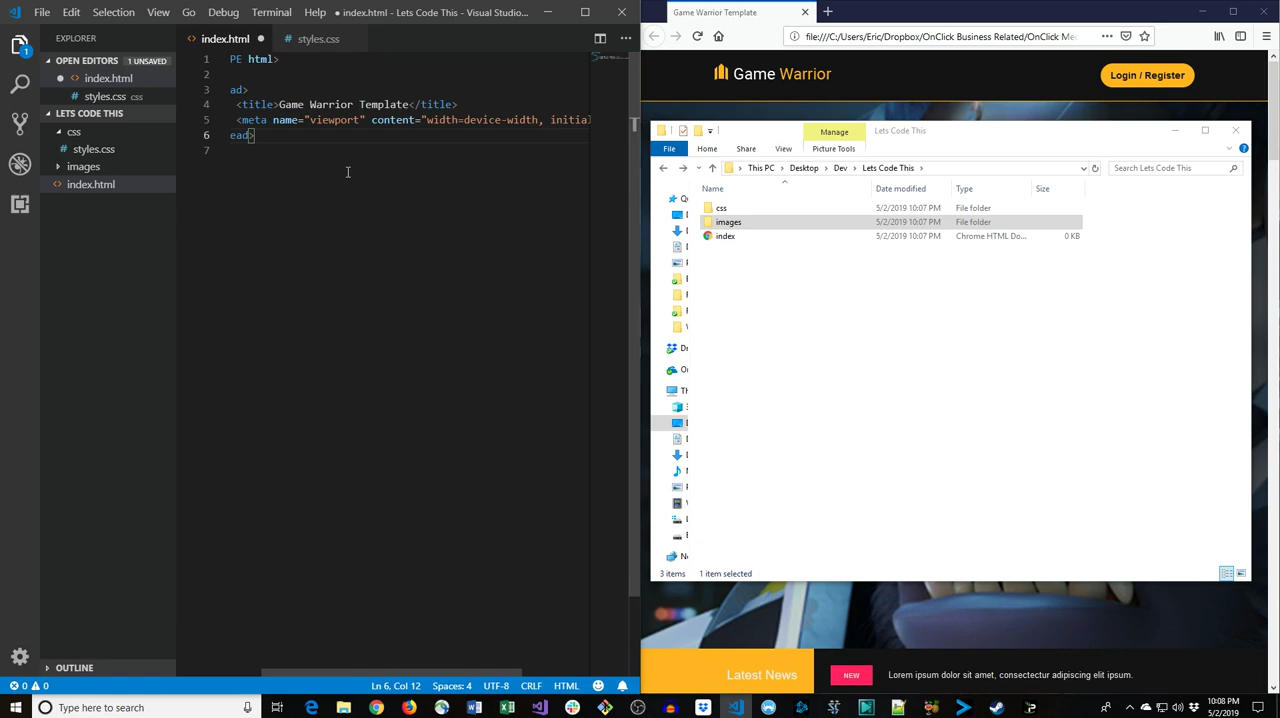 File
Edit
Selection
View
Go
Debug
Terminal
Help
● index.html - Lets Code This - Visual Studio...
EXPLORER
index.html
styles.css css
LETS CODE THIS
css
styles.css
images
index.html
OUTLINE
index.html
styles.css
1 PE html>
2
3 ad>
4 <title>Game Warrior Template</title>
5 <meta name="viewport" content="width=device-width, initial
6 ead>
7
0 0
Ln 6, Col 12 Spaces: 4 UTF-8 CRLF HTML
Game Warrior Template
file:///C:/Users/Eric/Dropbox/OnClick Business Related/OnClick Mec
Game Warrior
Login / Register
Manage
Lets Code This
File Home Share View Picture Tools
This PC > Desktop > Dev > Lets Code This >
Search Lets Code This
Name Date modified Type Size
css 5/2/2019 10:07 PM File folder
images 5/2/2019 10:07 PM File folder
index 5/2/2019 10:07 PM Chrome HTML Do... 0 KB
3 items 1 item selected
Latest News
NEW
Lorem ipsum dolor sit amet, consectetur adipiscing elit ipsum.
Type here to search
10:08 PM
5/2/2019